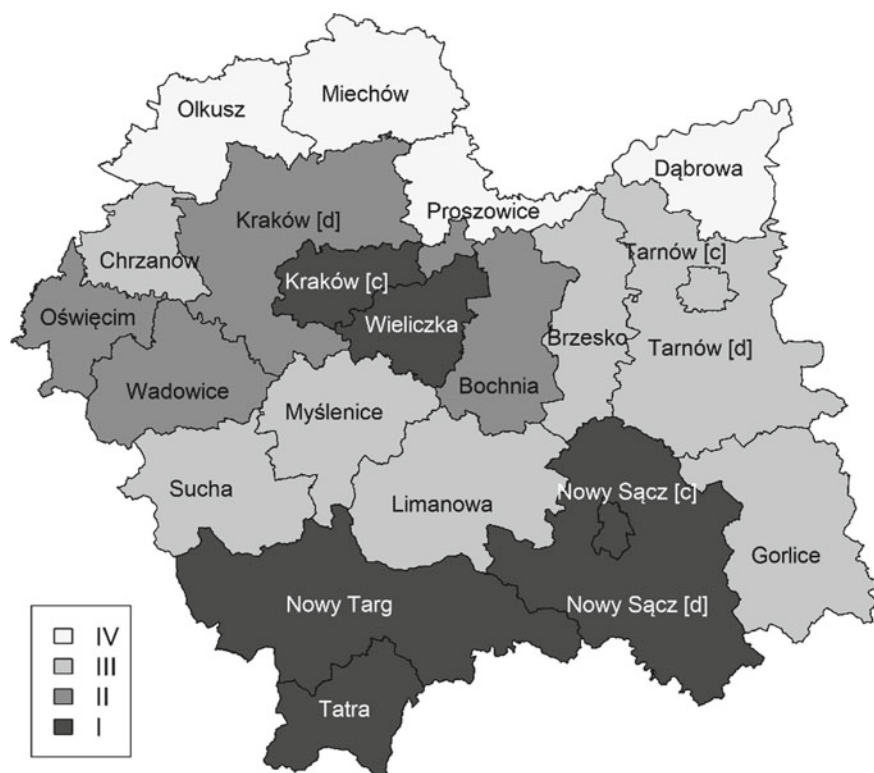 Miechów
Olkusz
Dąbrowa
Proszowice
Kraków [d]
Tarnów [c]
Chrzanów
Kraków [c]
Oświęcim
Wieliczka
Brzesko
Tarnów [d]
Wadowice
Bochnia
Myślenice
Sucha
Nowy Sącz [c]
Limanowa
Gorlice
Nowy Targ
Nowy Sącz [d]
Tatra
IV
III
II
I